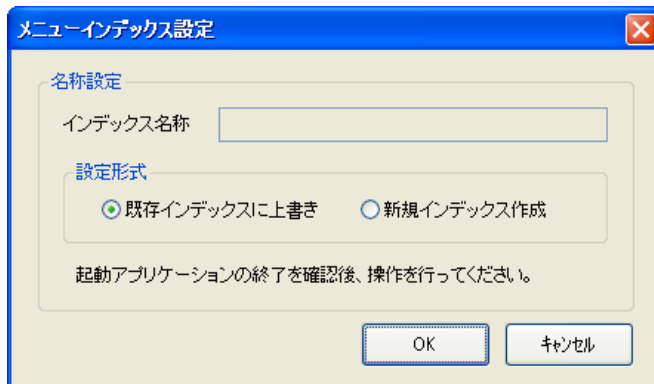 メニューインデックス設定
名称設定
インデックス名称
設定形式
既存インデックスに上書き 新規インデックス作成
起動アプリケーションの終了を確認後、操作を行ってください。
OK ｷｬﾝｾﾙ